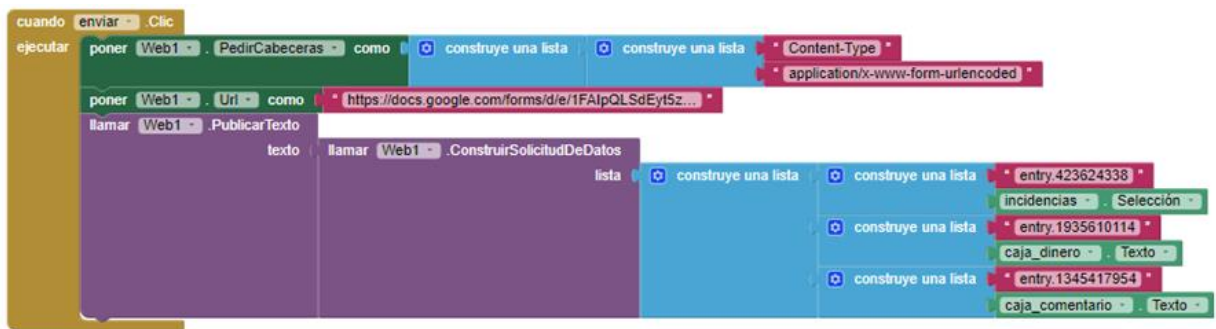 cuando enviar .Clic
ejecutar poner Web1 . PedirCabeceras como construye una lista construye una lista " Content-Type "
" application/x-www-form-urlencoded "
poner Web1 . Url como " https://docs.google.com/forms/d/e/1FAIpQLSdEyt5z... "
llamar Web1 .PublicarTexto
texto llamar Web1 .ConstruirSolicitudDeDatos
lista construye una lista construye una lista " entry.423624338 "
incidencias . Selección
construye una lista " entry.1935610114 "
caja_dinero . Texto
construye una lista " entry.1345417954 "
caja_comentario . Texto